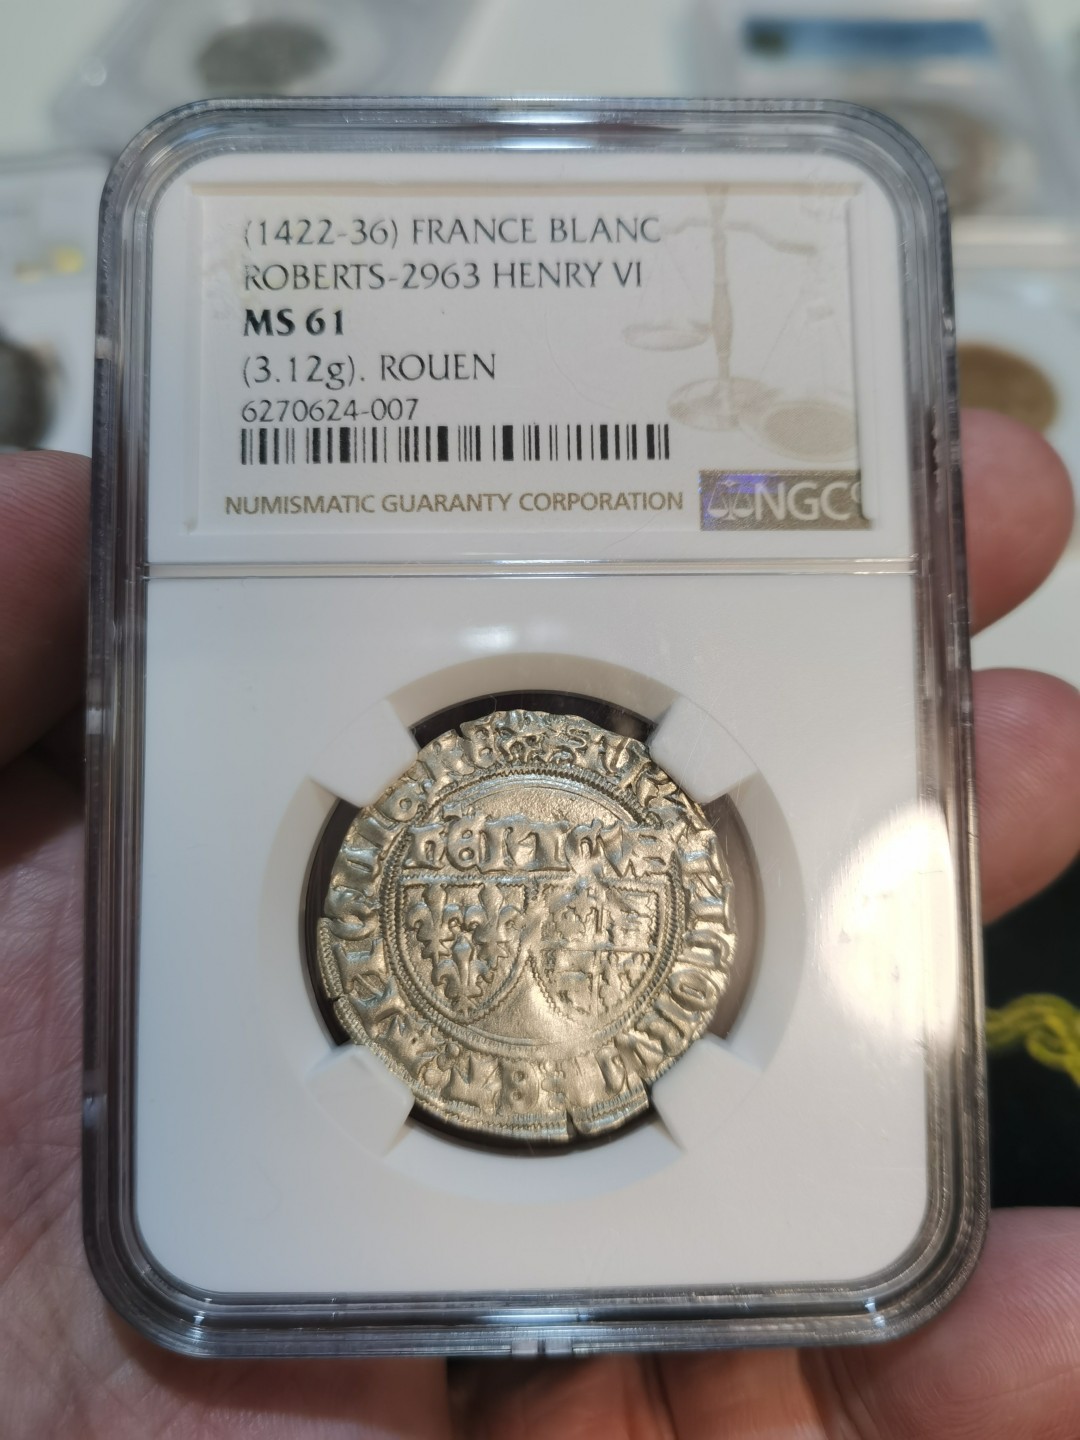 (1422-36) FRANCE BLANC
ROBERTS-2963 HENRY VI
MS 61
(3.12g). ROUEN
6270624-007
NUMISMATIC GUARANTY CORPORATION
NGC